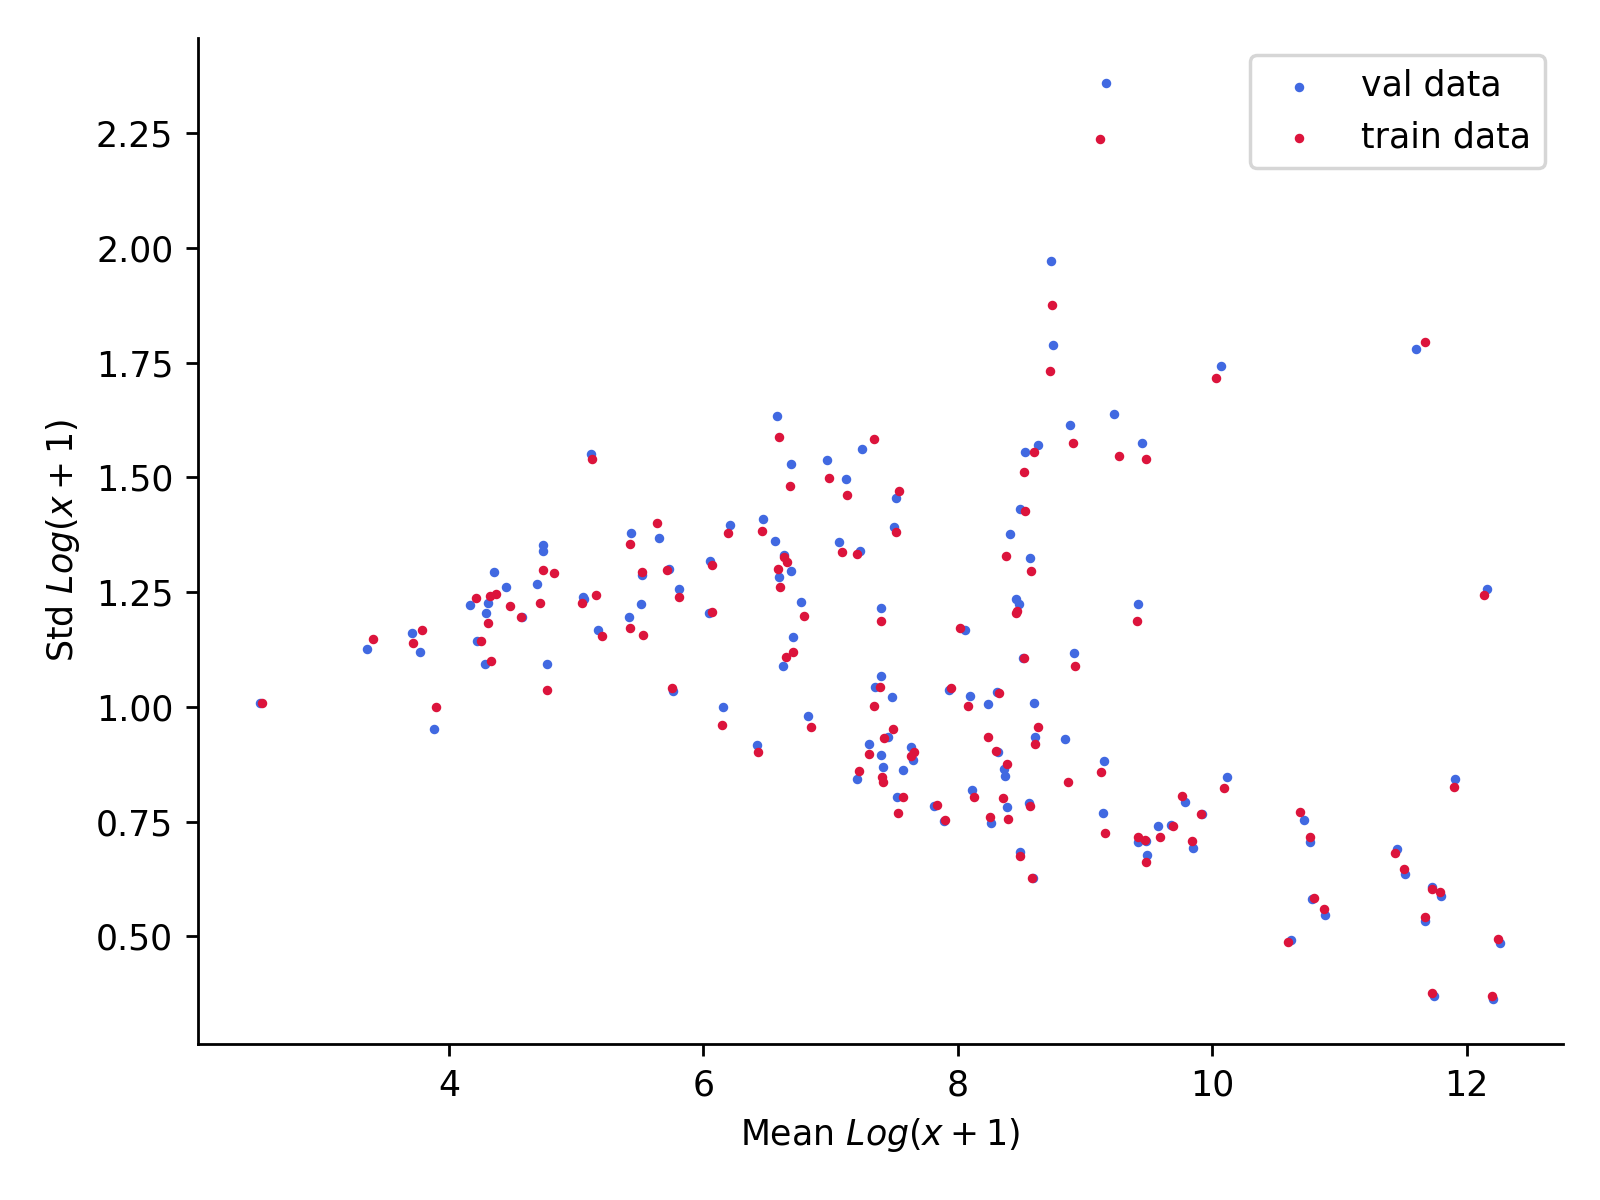 val data
train data
2.25
2.00
1.75
1.50
1.25
1.00
0.75
0.50
Std Log(x + 1)
4 6 8 10 12
Mean Log(x + 1)